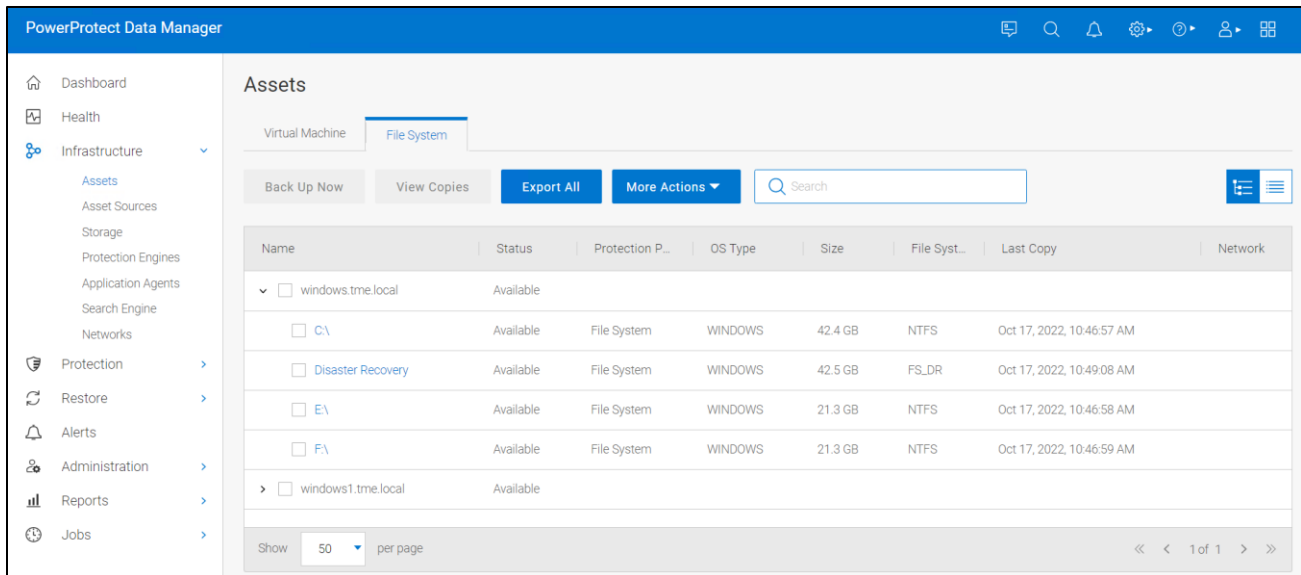 PowerProtect Data Manager
Dashboard
Health
Infrastructure
Assets
Asset Sources
Storage
Protection Engines
Application Agents
Search Engine
Networks
Protection
Restore
Alerts
Administration
Reports
Jobs
Assets
Virtual Machine File System
Back Up Now View Copies Export All More Actions Search
Name Status Protection P... OS Type Size File Syst... Last Copy Network
windows.tme.local Available
C:\ Available File System WINDOWS 42.4 GB NTFS Oct 17, 2022, 10:46:57 AM
Disaster Recovery Available File System WINDOWS 42.5 GB FS_DR Oct 17, 2022, 10:49:08 AM
E:\ Available File System WINDOWS 21.3 GB NTFS Oct 17, 2022, 10:46:58 AM
F:\ Available File System WINDOWS 21.3 GB NTFS Oct 17, 2022, 10:46:59 AM
windows1.tme.local Available
Show 50 per page 1 of 1